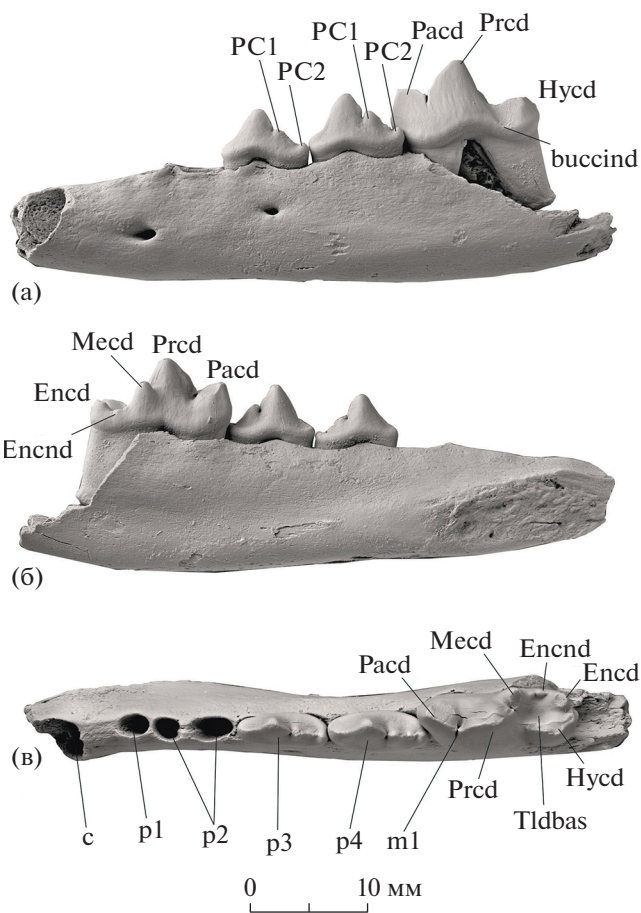 PC1 PC2 PC1 PC2 Pacd Prcd Hycd buccind
(а)
Mecd Prcd Pacd
Encd
Encnd
(б)
Mecd Encnd
Pacd Encd
(в)
Prcd Hycd
c p1 p2 p3 p4 m1 Tldbas
0 10 мм